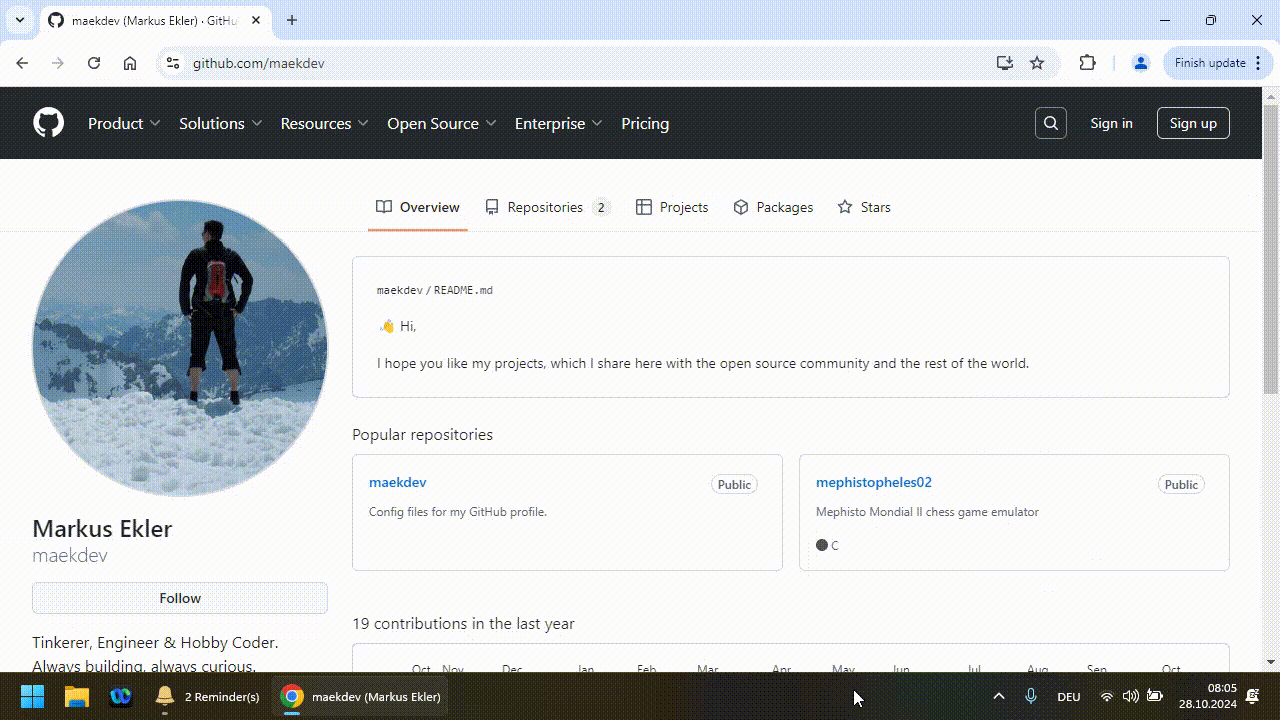 maekdev (Markus Ekler) · GitHu
github.com/maekdev
Finish update
Product
Solutions
Resources
Open Source
Enterprise
Pricing
Sign in
Sign up
Overview
Repositories 2
Projects
Packages
Stars
maekdev / README.md
👋 Hi,
I hope you like my projects, which I share here with the open source community and the rest of the world.
Popular repositories
maekdev
Public
Config files for my GitHub profile.
mephistopheles02
Public
Mephisto Mondial II chess game emulator
C
Markus Ekler
maekdev
Follow
Tinkerer, Engineer & Hobby Coder.
Always building, always curious.
19 contributions in the last year
Oct Nov Dec Jan Feb Mar Apr May Jun Jul Aug Sep Oct
2 Reminder(s)
maekdev (Markus Ekler)
DEU
08:05
28.10.2024